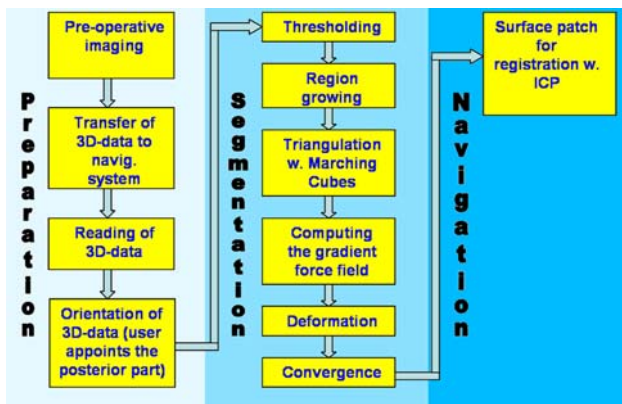 Preparation
Pre-operative
imaging
Transfer of
3D-data to
navig.
system
Reading of
3D-data
Orientation of
3D-data (user
appoints the
posterior part)
Segmentation
Thresholding
Region
growing
Triangulation
w. Marching
Cubes
Computing
the gradient
force field
Deformation
Convergence
Navigation
Surface patch
for
registration w.
ICP